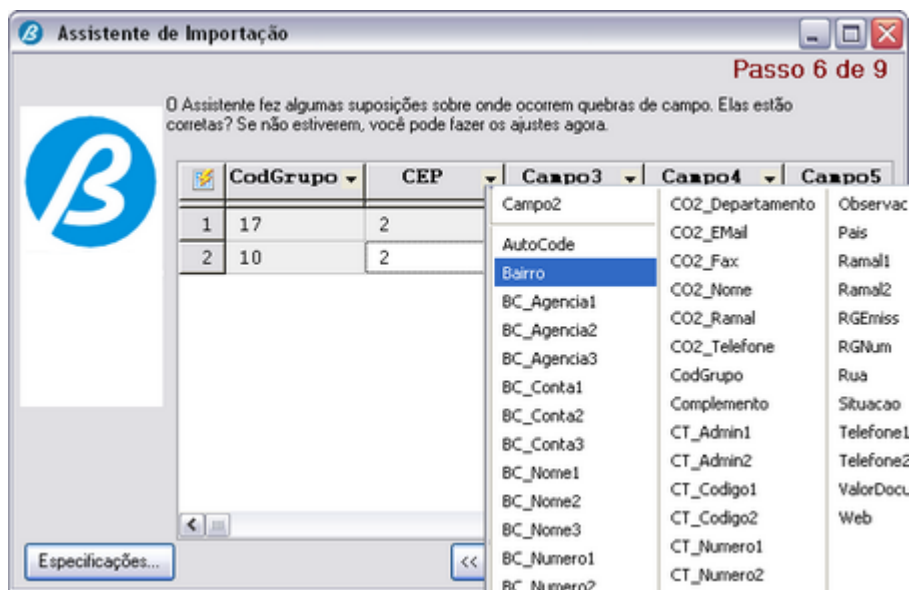 Assistente de Importação
Passo 6 de 9
O Assistente fez algumas suposições sobre onde ocorrem quebras de campo. Elas estão
corretas? Se não estiverem, você pode fazer os ajustes agora.
CodGrupo CEP Campo3 Campo4 Campo5
1 17 2
2 10 2
Campo2
AutoCode
Bairro
BC_Agencia1
BC_Agencia2
BC_Agencia3
BC_Conta1
BC_Conta2
BC_Conta3
BC_Nome1
BC_Nome2
BC_Nome3
BC_Numero1
BC_Numero2
CO2_Departamento
CO2_EMail
CO2_Fax
CO2_Nome
CO2_Ramal
CO2_Telefone
CodGrupo
Complemento
CT_Admin1
CT_Admin2
CT_Codigo1
CT_Codigo2
CT_Numero1
CT_Numero2
Observac
Pais
Ramal1
Ramal2
RGEmiss
RGNum
Rua
Situacao
Telefone1
Telefone2
ValorDocu
Web
Especificações...
<<